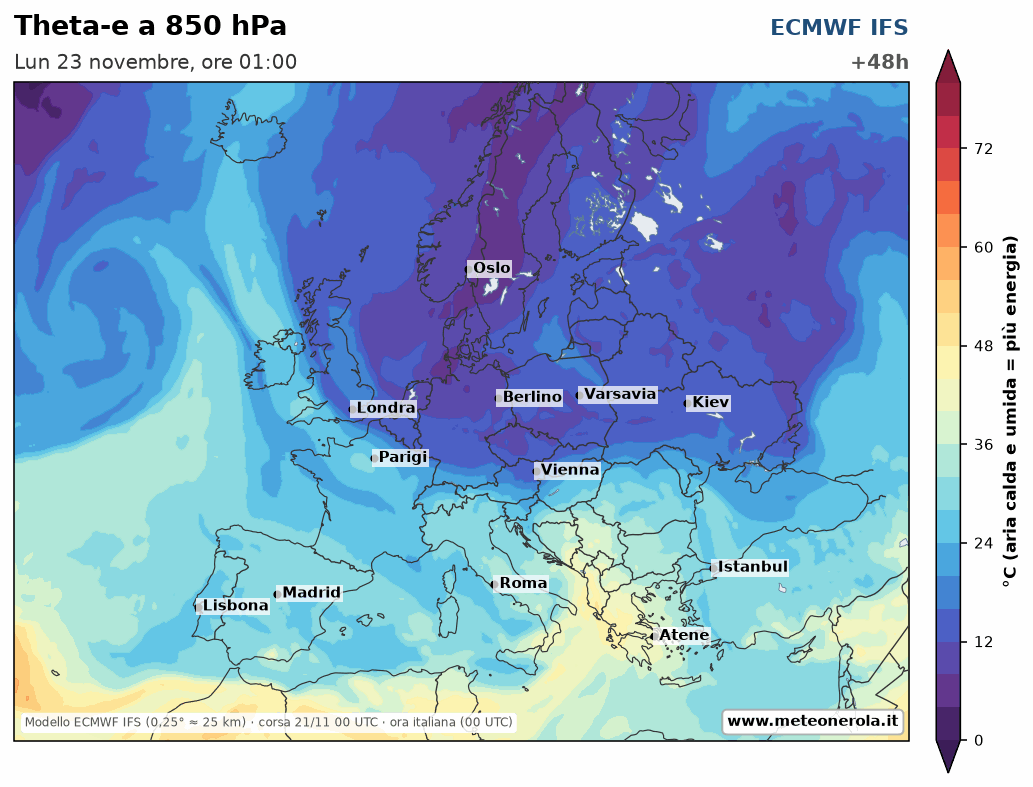 Theta-e a 850 hPa
ECMWF IFS
Lun 23 novembre, ore 01:00
+48h
72
60
48
36
24
12
0
°C (aria calda e umida = più energia)
Oslo
Londra
Berlino
Varsavia
Kiev
Parigi
Vienna
Istanbul
Roma
Madrid
Lisbona
Atene
Modello ECMWF IFS (0,25° ≈ 25 km) · corsa 21/11 00 UTC · ora italiana (00 UTC)
www.meteonerola.it